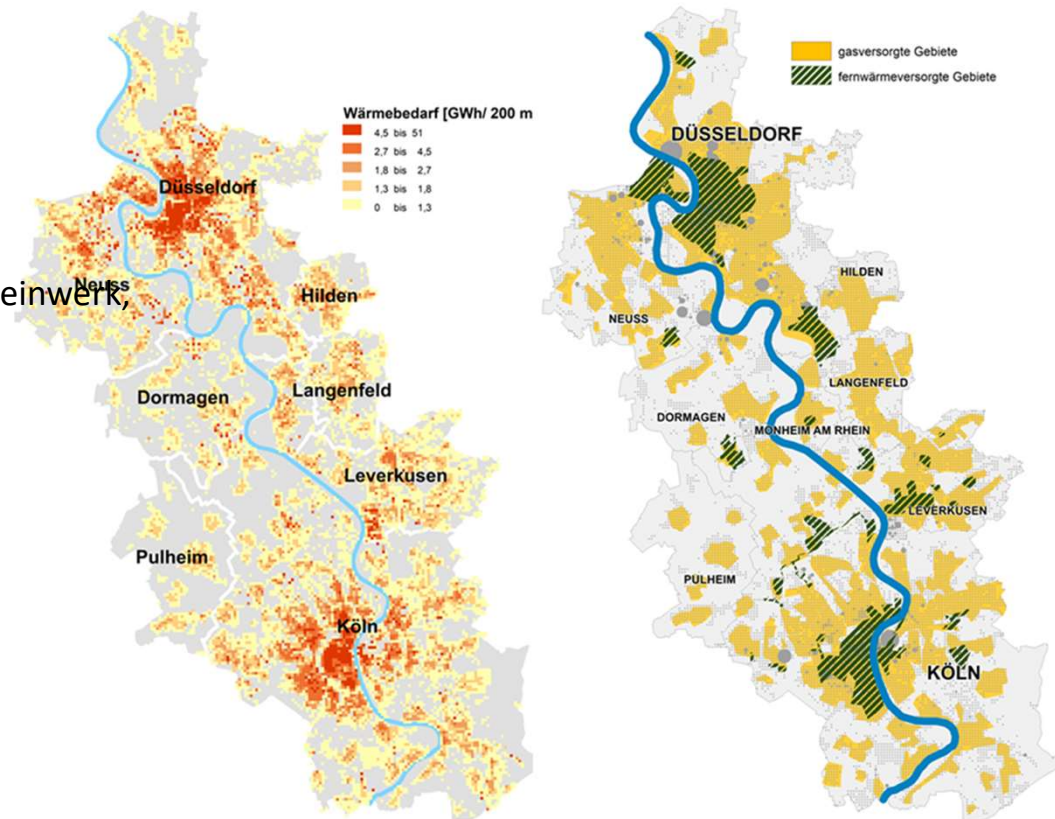 Wärmebedarf [GWh/ 200 m
4,5 bis 51
2,7 bis 4,5
1,8 bis 2,7
1,3 bis 1,8
0 bis 1,3
Düsseldorf
Neuss
einwerk,
Hilden
Dormagen
Langenfeld
Leverkusen
Pulheim
Köln
gasversorgte Gebiete
fernwärmeversorgte Gebiete
DÜSSELDORF
HILDEN
NEUSS
LANGENFELD
DORMAGEN
MONHEIM AM RHEIN
LEVERKUSEN
PULHEIM
KÖLN